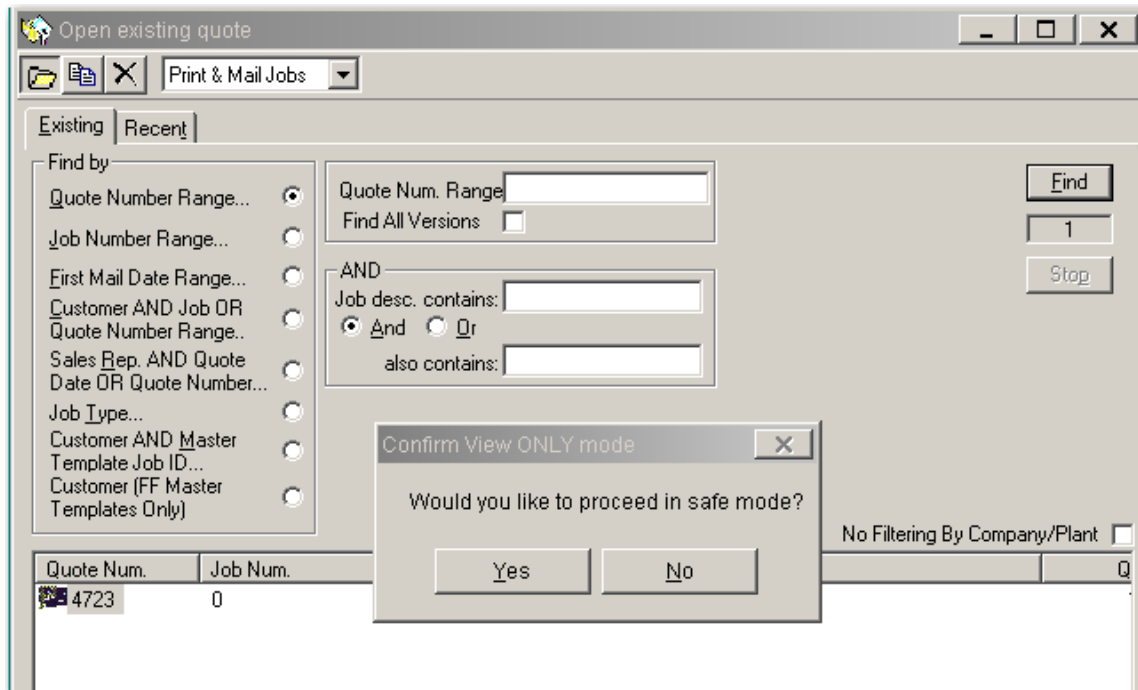 Open existing quote
Print & Mail Jobs
Existing
Recent
Find by
Quote Number Range...
Job Number Range...
First Mail Date Range...
Customer AND Job OR
Quote Number Range..
Sales Rep. AND Quote
Date OR Quote Number...
Job Type...
Customer AND Master
Template Job ID...
Customer (FF Master
Templates Only)
Quote Num. Range
Find All Versions
AND
Job desc. contains:
And Or
also contains:
Find
1
Stop
Confirm View ONLY mode
Would you like to proceed in safe mode?
Yes No
No Filtering By Company/Plant
Quote Num. Job Num. Q
4723 0